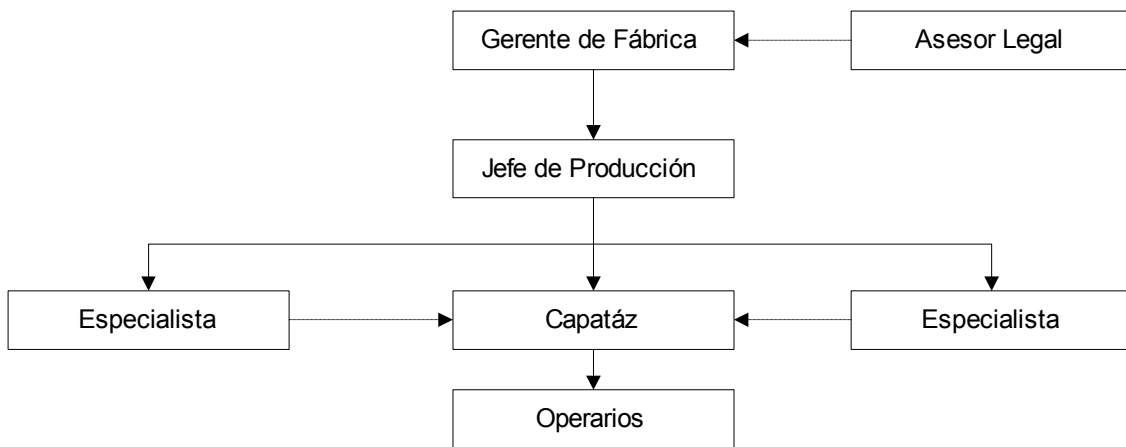 Gerente de Fábrica
Asesor Legal
Jefe de Producción
Especialista
Capatáz
Especialista
Operarios